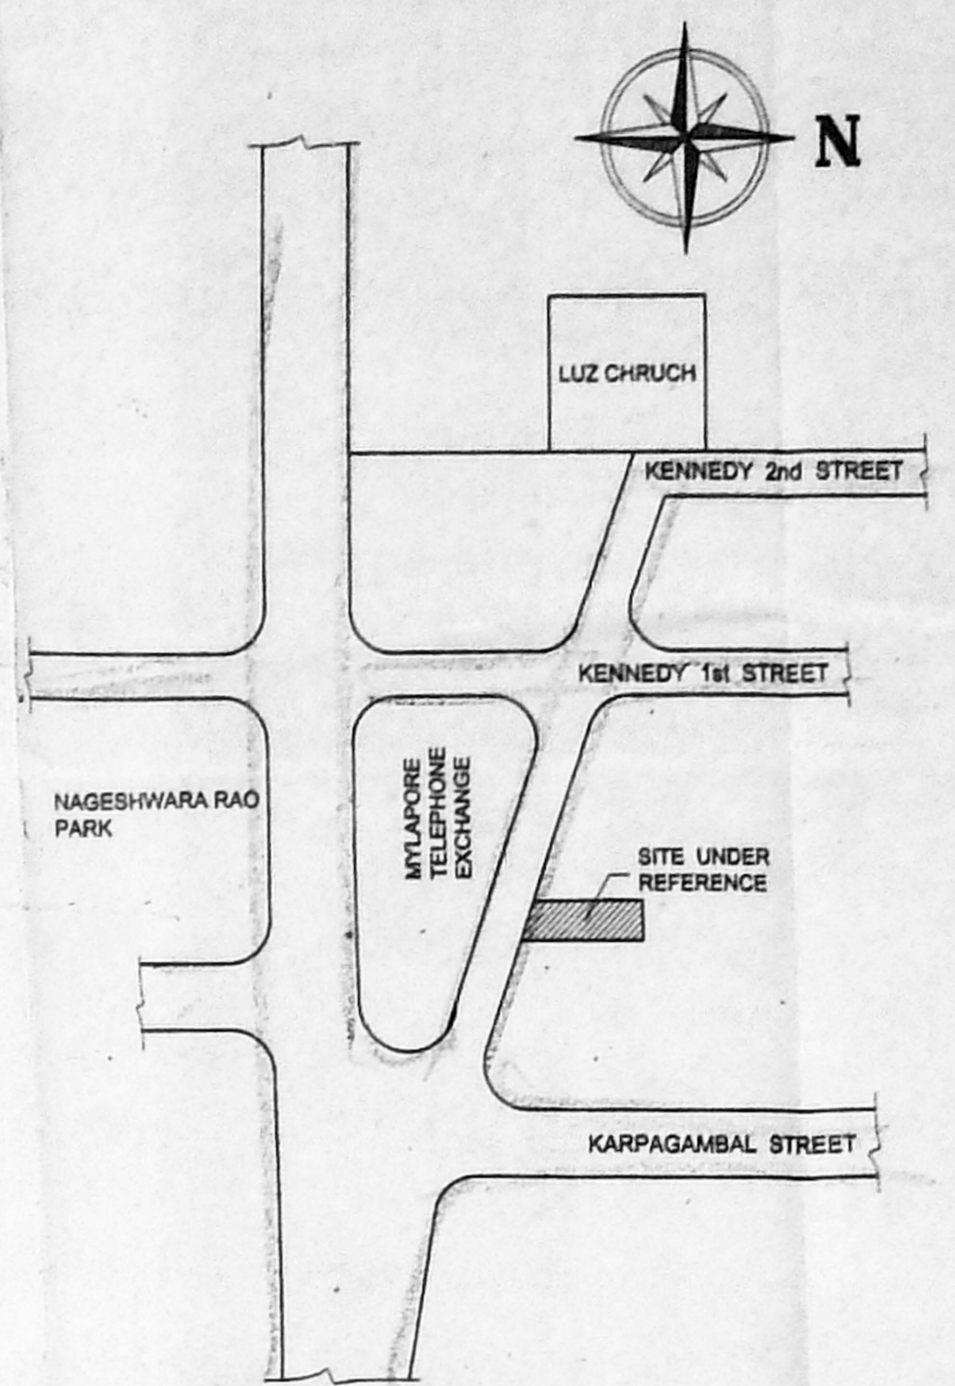 N
LUZ CHRUCH
KENNEDY 2nd STREET
KENNEDY 1st STREET
NAGESHWARA RAO
PARK
MYLAPORE
TELEPHONE
EXCHANGE
SITE UNDER
REFERENCE
KARPAGAMBAL STREET